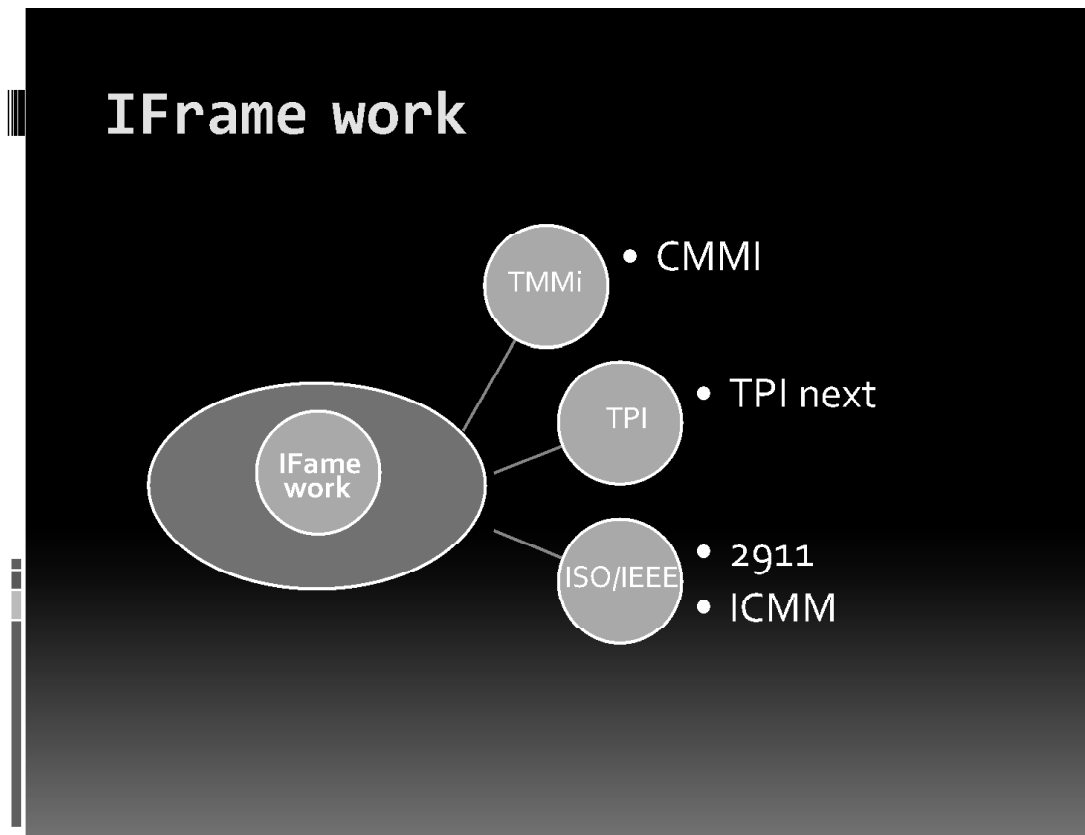 IFrame work
TMMi
• CMMI
TPI
• TPI next
IFame
work
ISO/IEEE
• 2911
• ICMM